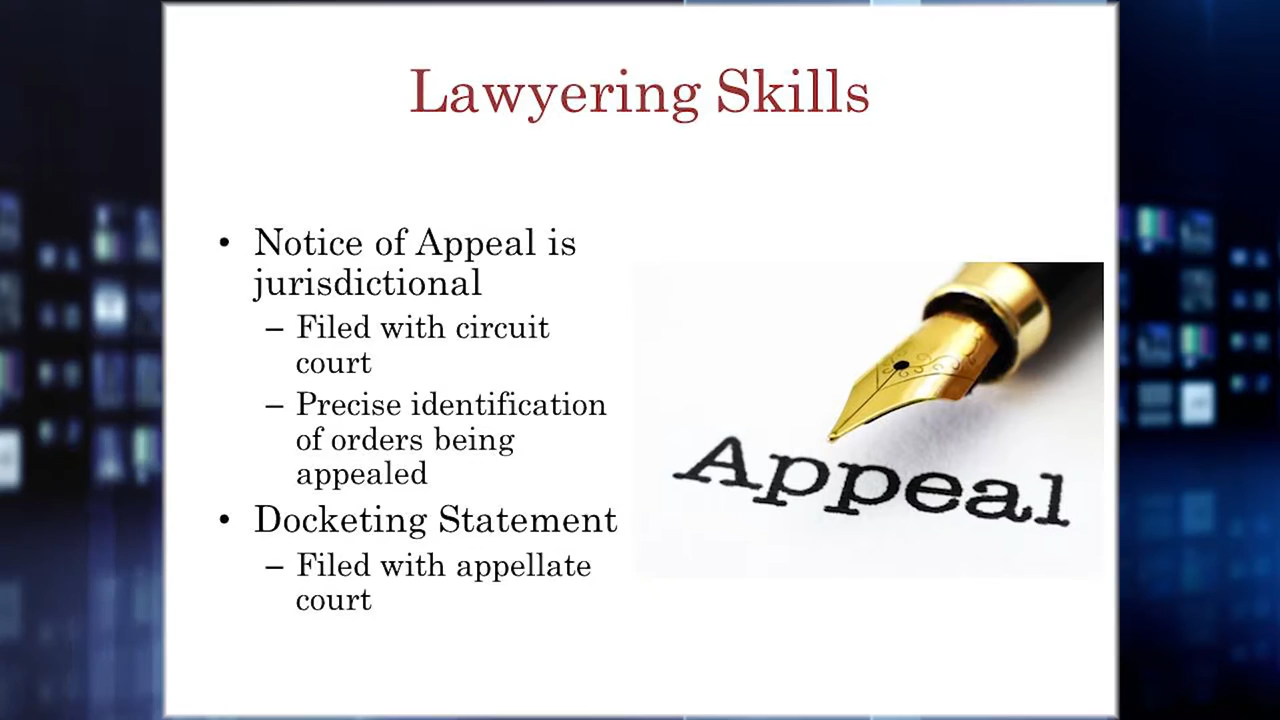 Lawyering Skills
• Notice of Appeal is
jurisdictional
– Filed with circuit
court
– Precise identification
of orders being
appealed
• Docketing Statement
– Filed with appellate
court
Appeal